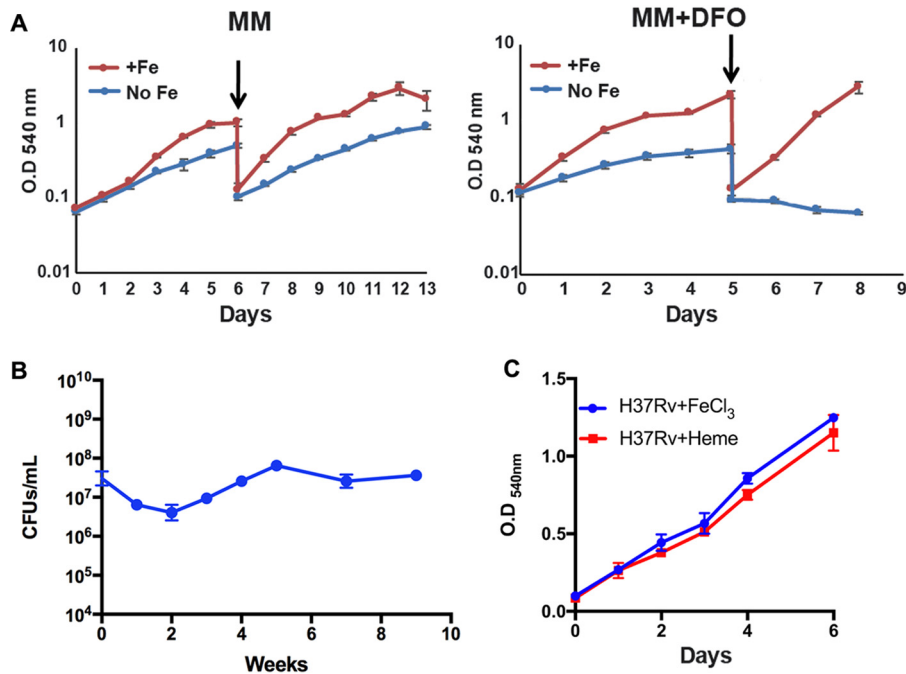 A
MM
MM+DFO
10
1
0.1
0.01
O.D 540 nm
+Fe
No Fe
0 1 2 3 4 5 6 7 8 9 10 11 12 13
Days
10
1
0.1
0.01
O.D 540 nm
+Fe
No Fe
0 1 2 3 4 5 6 7 8 9
Days
B
10¹⁰
10⁹
10⁸
10⁷
10⁶
10⁵
10⁴
CFUs/mL
0 2 4 6 8 10
Weeks
C
1.5
1.0
0.5
0.0
O.D 540nm
H37Rv+FeCl₃
H37Rv+Heme
0 2 4 6
Days